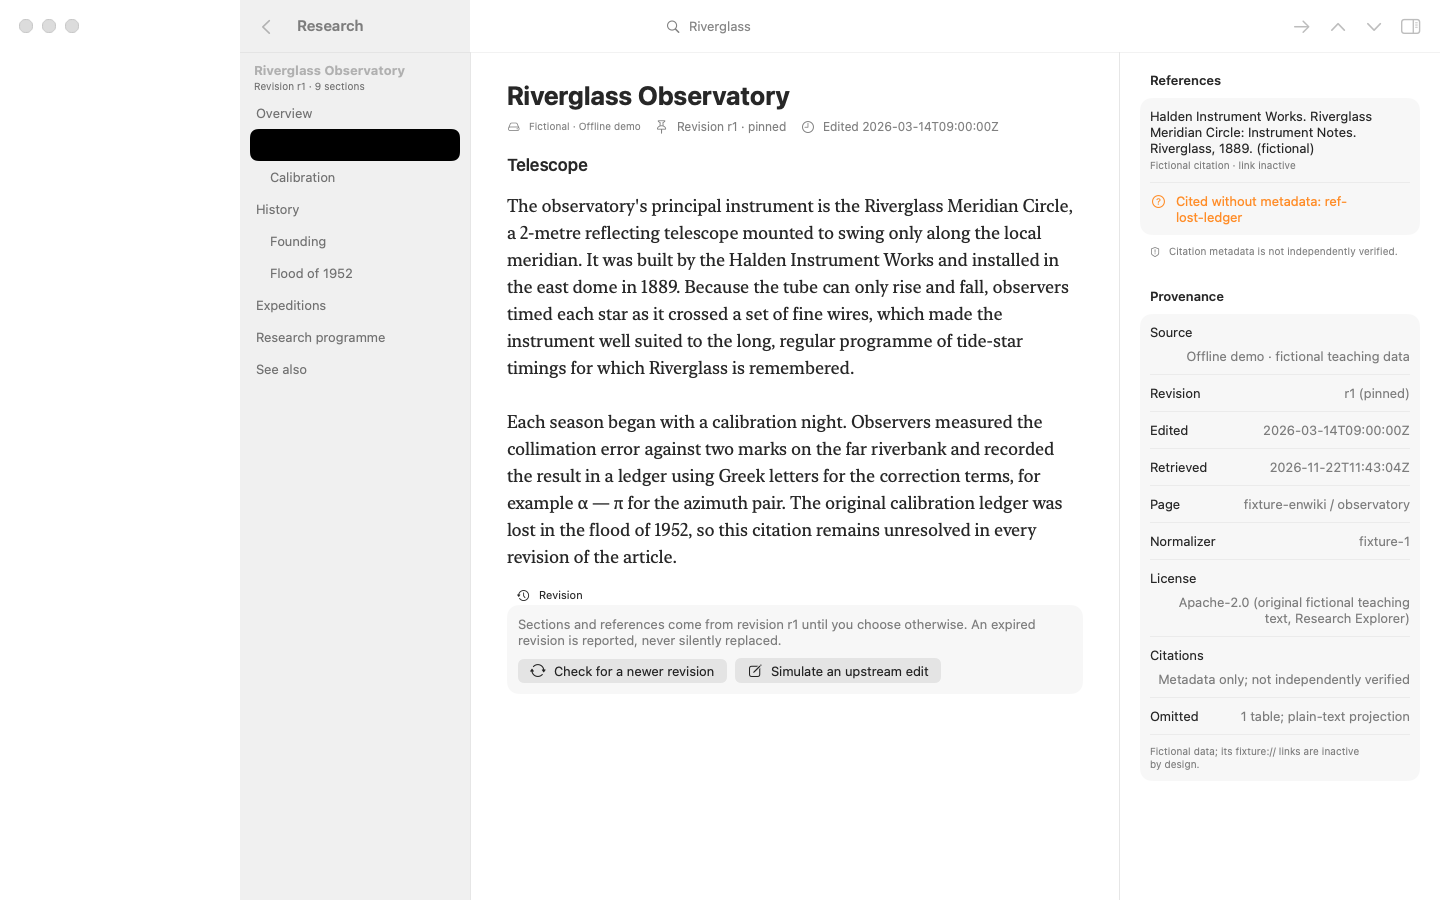 Research
Riverglass
Riverglass Observatory
Revision r1 · 9 sections
Overview
Calibration
History
Founding
Flood of 1952
Expeditions
Research programme
See also
Riverglass Observatory
Fictional · Offline demo
Revision r1 · pinned
Edited 2026-03-14T09:00:00Z
Telescope
The observatory's principal instrument is the Riverglass Meridian Circle,
a 2-metre reflecting telescope mounted to swing only along the local
meridian. It was built by the Halden Instrument Works and installed in
the east dome in 1889. Because the tube can only rise and fall, observers
timed each star as it crossed a set of fine wires, which made the
instrument well suited to the long, regular programme of tide-star
timings for which Riverglass is remembered.
Each season began with a calibration night. Observers measured the
collimation error against two marks on the far riverbank and recorded
the result in a ledger using Greek letters for the correction terms, for
example α — π for the azimuth pair. The original calibration ledger was
lost in the flood of 1952, so this citation remains unresolved in every
revision of the article.
Revision
Sections and references come from revision r1 until you choose otherwise. An expired
revision is reported, never silently replaced.
Check for a newer revision
Simulate an upstream edit
References
Halden Instrument Works. Riverglass
Meridian Circle: Instrument Notes.
Riverglass, 1889. (fictional)
Fictional citation · link inactive
Cited without metadata: ref-
lost-ledger
Citation metadata is not independently verified.
Provenance
Source
Offline demo · fictional teaching data
Revision r1 (pinned)
Edited 2026-03-14T09:00:00Z
Retrieved 2026-11-22T11:43:04Z
Page fixture-enwiki / observatory
Normalizer fixture-1
License
Apache-2.0 (original fictional teaching
text, Research Explorer)
Citations
Metadata only; not independently verified
Omitted 1 table; plain-text projection
Fictional data; its fixture:// links are inactive
by design.